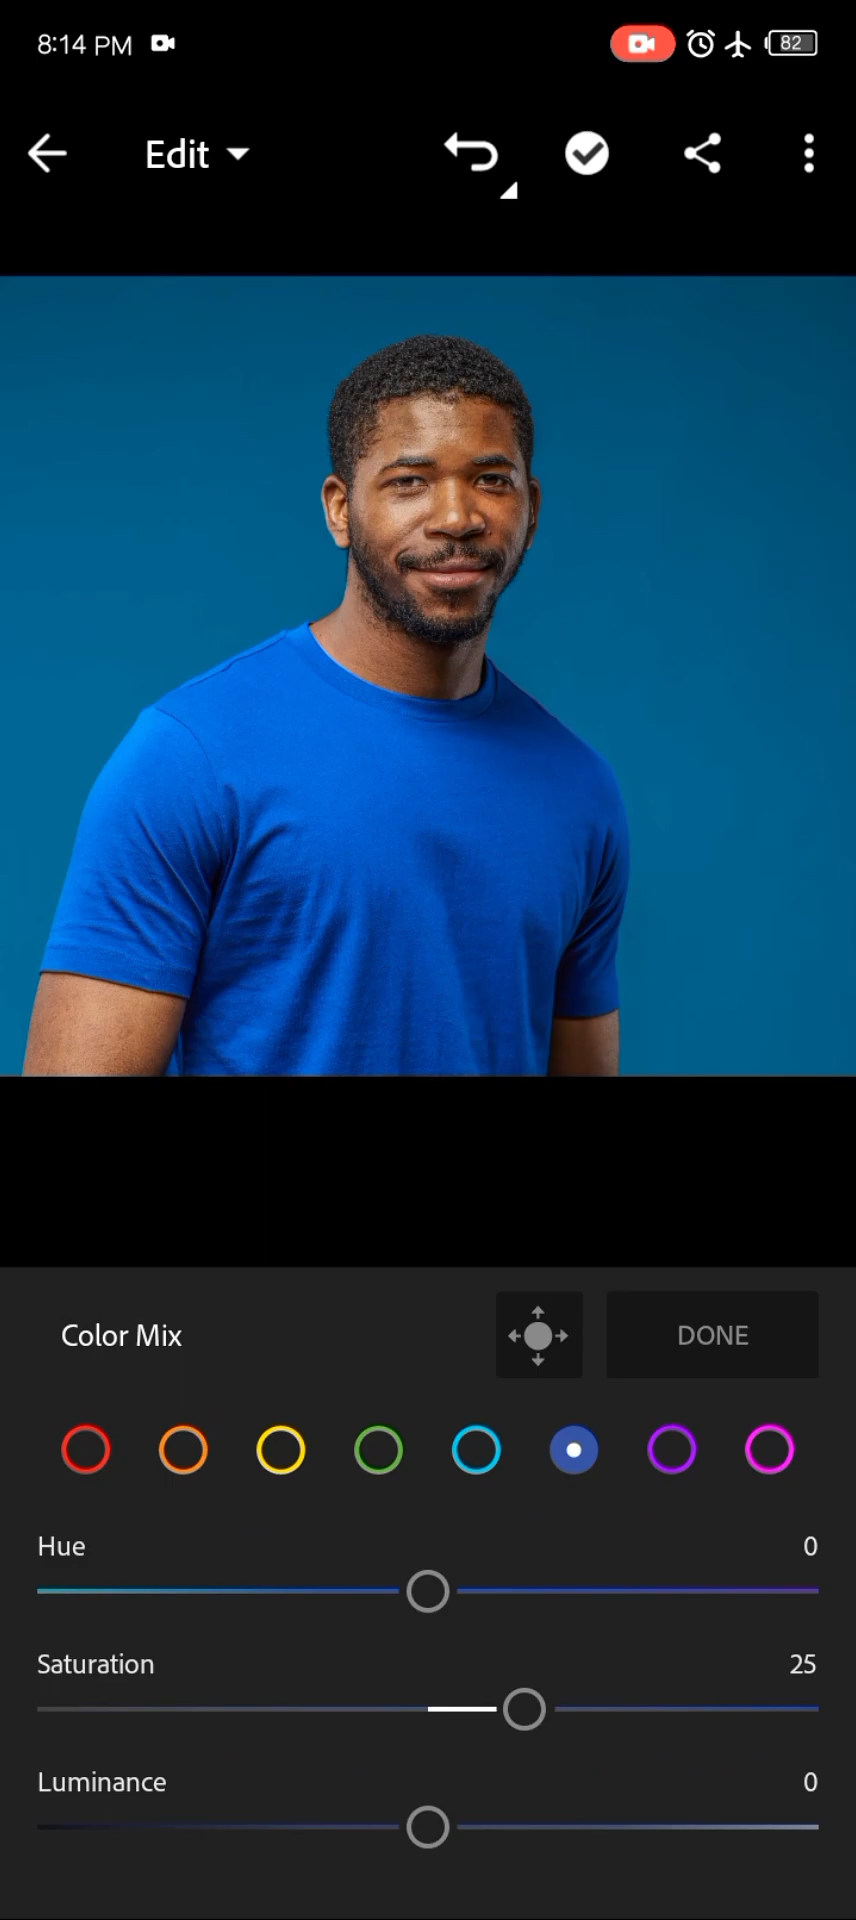 8:14 PM
82
Edit
Color Mix
DONE
Hue 0
Saturation 25
Luminance 0